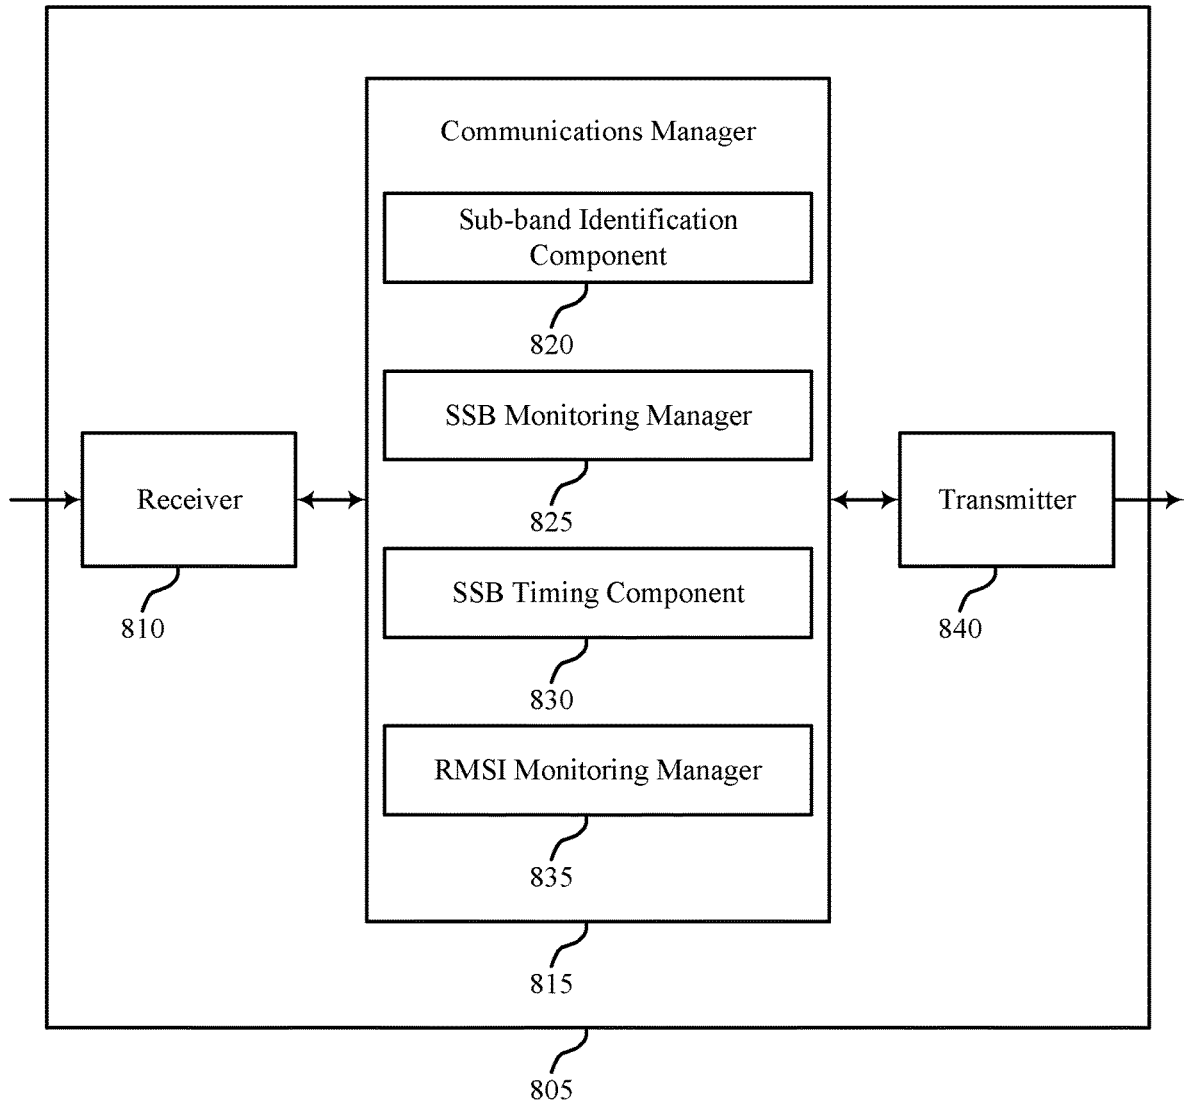 Communications Manager
Sub-band Identification
Component
820
SSB Monitoring Manager
825
Receiver
810
Transmitter
840
SSB Timing Component
830
RMSI Monitoring Manager
835
815
805